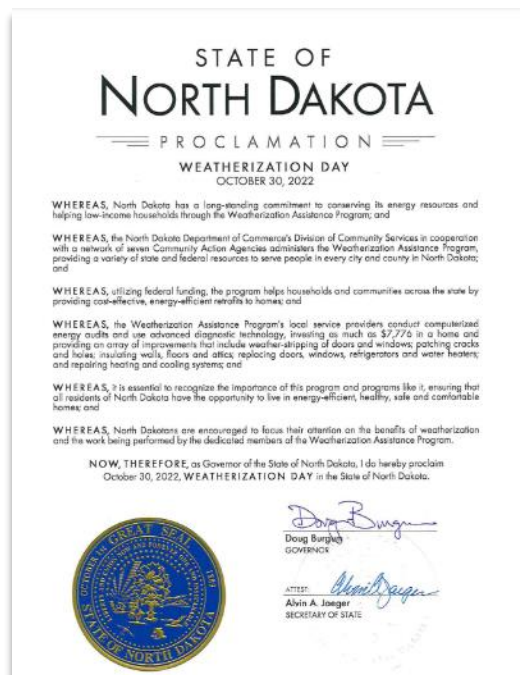 STATE OF
NORTH DAKOTA
PROCLAMATION
WEATHERIZATION DAY
OCTOBER 30, 2022
WHEREAS, North Dakota has a long-standing commitment to conserving its energy resources and
helping low-income households through the Weatherization Assistance Program; and
WHEREAS, the North Dakota Department of Commerce's Division of Community Services in cooperation
with a network of seven Community Action Agencies administers the Weatherization Assistance Program,
providing a variety of state and federal resources to serve people in every city and county in North Dakota;
and
WHEREAS, utilizing federal funding, the program helps households and communities across the state by
providing cost-effective, energy-efficient retrofits to homes; and
WHEREAS, the Weatherization Assistance Program's local service providers conduct computerized
energy audits and use advanced diagnostic technology, investing as much as $7,776 in a home and
providing an array of improvements that include weather-stripping of doors and windows; patching cracks
and holes; insulating walls, floors and attics; replacing doors, windows, refrigerators and water heaters;
and repairing heating and cooling systems; and
WHEREAS, it is essential to recognize the importance of this program and programs like it, ensuring that
all residents of North Dakota have the opportunity to live in energy-efficient, healthy, safe and comfortable
homes; and
WHEREAS, North Dakotans are encouraged to focus their attention on the benefits of weatherization
and the work being performed by the dedicated members of the Weatherization Assistance Program.
NOW, THEREFORE, as Governor of the State of North Dakota, I do hereby proclaim
October 30, 2022, WEATHERIZATION DAY in the State of North Dakota.
Doug Burgum
Doug Burgum
GOVERNOR
ATTEST:
Alvin A. Jaeger
Alvin A. Jaeger
SECRETARY OF STATE
GREAT SEAL
OCTOBER 1st 1889
STATE OF NORTH DAKOTA